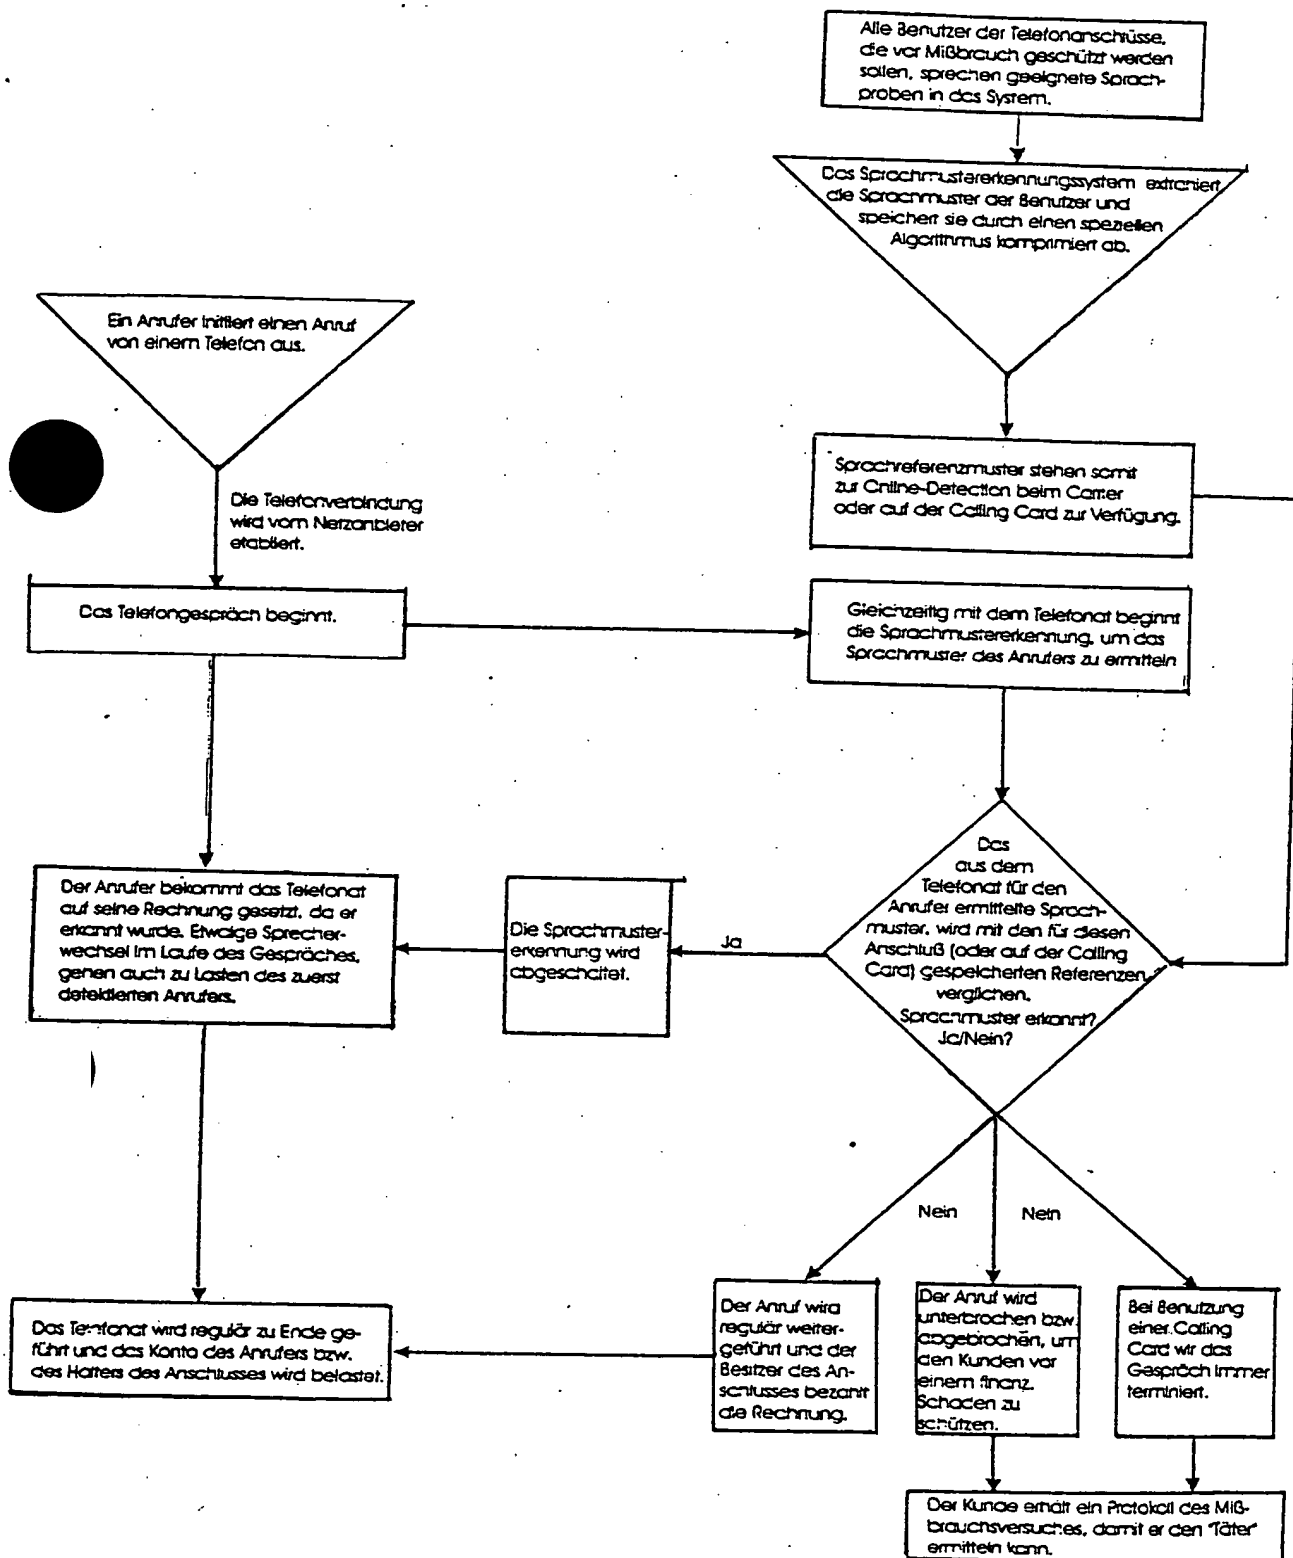 Alle Benutzer der Telefonanschlüsse,
die vor Mißbrauch geschützt werden
sollen, sprechen geeignete Sprach-
proben in das System.
Das Sprachmustererkennungssystem extrahiert
die Sprachmuster der Benutzer und
speichert sie durch einen speziellen
Algorithmus komprimiert ab.
Ein Anrufer initiiert einen Anruf
von einem Telefon aus.
Sprachreferenzmuster stehen somit
zur Online-Detection beim Carrier
oder auf der Calling Card zur Verfügung.
Die Telefonverbindung
wird vom Netzanbieter
etabliert.
Das Telefongespräch beginnt.
Gleichzeitig mit dem Telefonat beginnt
die Sprachmustererkennung, um das
Sprachmuster des Anrufers zu ermitteln
Das
aus dem
Telefonat für den
Anrufer ermittelte Sprach-
muster, wird mit den für diesen
Anschluß (oder auf der Calling
Card) gespeicherten Referenzen
verglichen.
Sprachmuster erkannt?
Ja/Nein?
Ja
Die Sprachmuster-
erkennung wird
abgeschaltet.
Der Anrufer bekommt das Telefonat
auf seine Rechnung gesetzt, da er
erkannt wurde. Etwaige Sprecher-
wechsel im Laufe des Gespräches,
gehen auch zu Lasten des zuerst
detektierten Anrufers.
Nein
Nein
Der Anruf wird
regulär weiter-
geführt und der
Besitzer des An-
schlusses bezahlt
die Rechnung.
Der Anruf wird
unterbrochen bzw.
abgebrochen, um
den Kunden vor
einem finanz.
Schaden zu
schützen.
Bei Benutzung
einer Calling
Card wir das
Gespräch immer
terminiert.
Das Telefonat wird regulär zu Ende ge-
führt und das Konto des Anrufers bzw.
des Halters des Anschlusses wird belastet.
Der Kunde erhält ein Protokoll des Miß-
brauchsversuches, damit er den "Täter"
ermitteln kann.